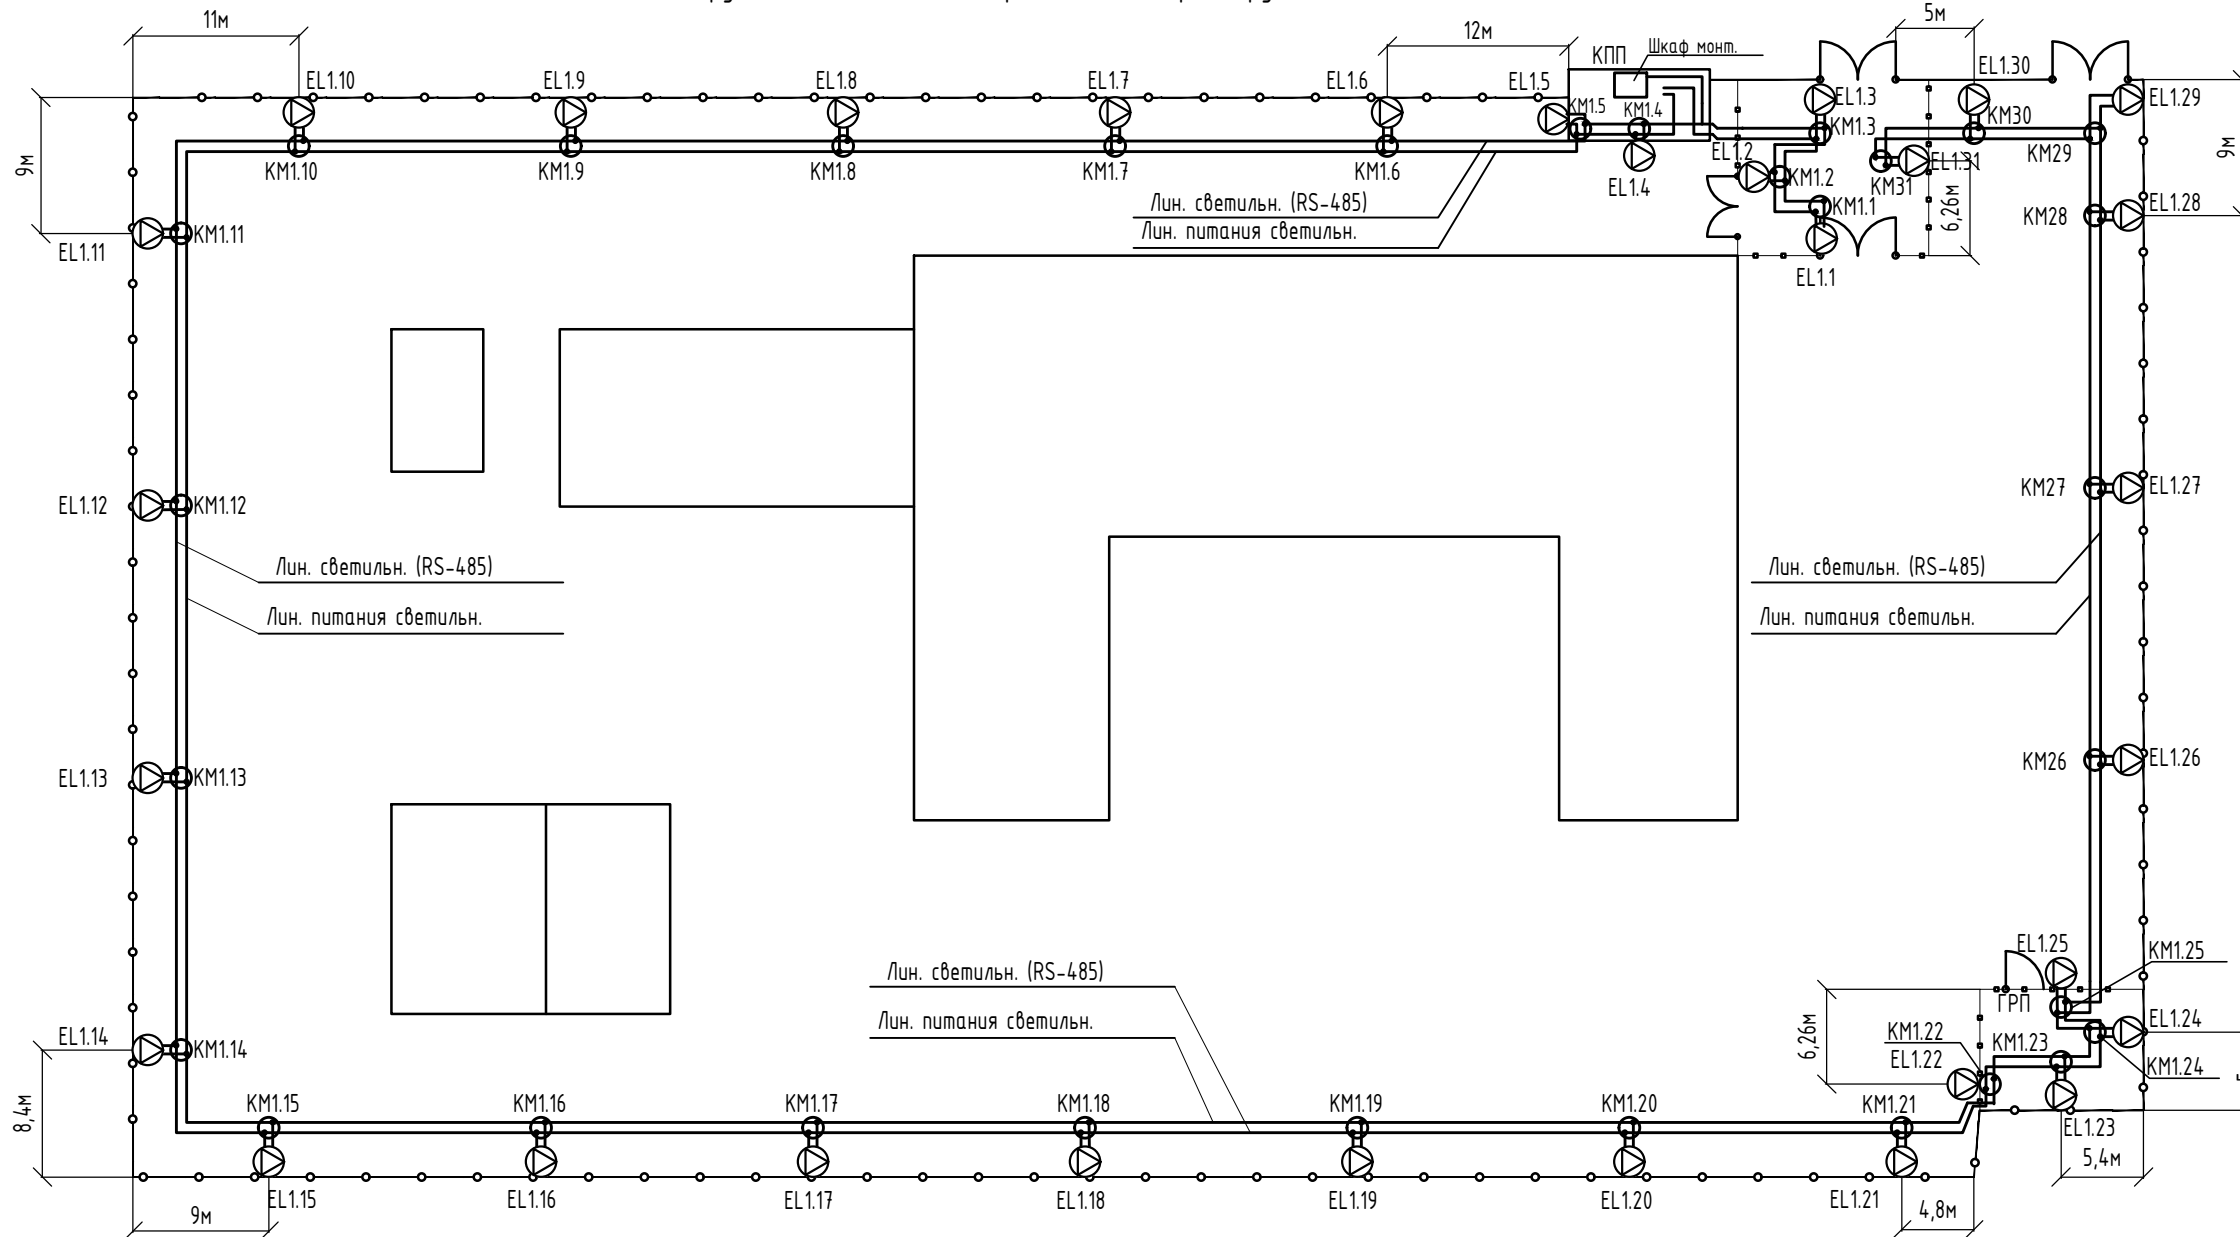 11м
12м
5м
КПП
Шкаф монт.
EL1.10
EL1.9
EL1.8
EL1.7
EL1.6
EL1.5
KM1.5
KM1.4
EL1.3
KM1.3
EL1.30
KM30
EL1.29
9м
9м
KM1.10
KM1.9
KM1.8
KM1.7
KM1.6
EL1.4
EL1.2
KM1.2
KM31
EL1.31
KM29
KM1.1
6,26м
EL1.1
KM28
EL1.28
Лин. светильн. (RS-485)
Лин. питания светильн.
EL1.11
KM1.11
EL1.12
KM1.12
KM27
EL1.27
Лин. светильн. (RS-485)
Лин. питания светильн.
Лин. светильн. (RS-485)
Лин. питания светильн.
EL1.13
KM1.13
KM26
EL1.26
Лин. светильн. (RS-485)
Лин. питания светильн.
EL1.25
KM1.25
ГРП
EL1.24
KM1.24
6,26м
KM1.22
EL1.22
KM1.23
EL1.23
5,4м
EL1.14
KM1.14
8,4м
KM1.15
KM1.16
KM1.17
KM1.18
KM1.19
KM1.20
KM1.21
EL1.15
EL1.16
EL1.17
EL1.18
EL1.19
EL1.20
EL1.21
9м
4,8м